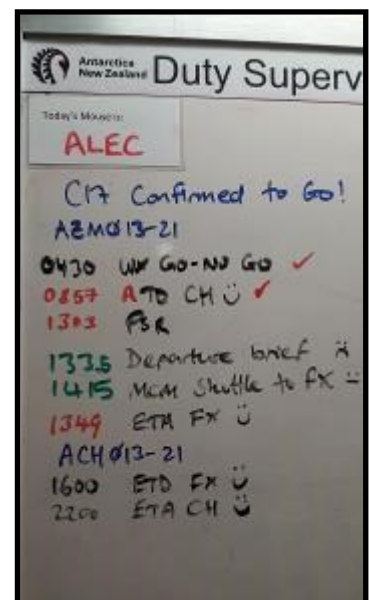 Antarctica
New Zealand
Duty Superv
Today's Mouse is:
ALEC
C17 Confirmed to Go!
AZMØ13-21
0430 WX GO-NO GO ✓
0857 ATD CH ✓
1303 PSR
1335 Departure brief
1415 McM Shuttle to FX
1349 ETA FX
ACHØ13-21
1600 ETD FX
2200 ETA CH